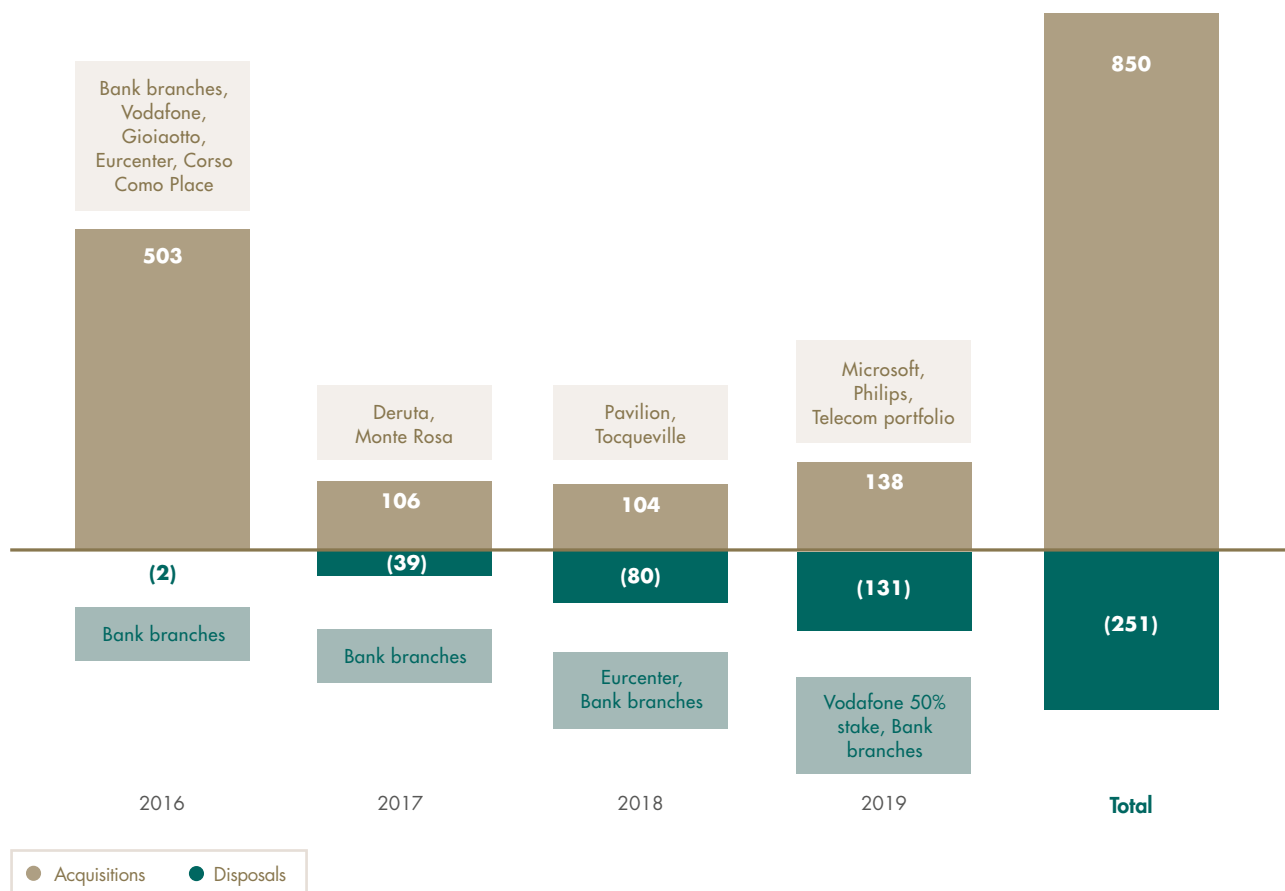 850
Bank branches,
Vodafone,
Gioiaotto,
Eurcenter, Corso
Como Place
503
Microsoft,
Philips,
Telecom portfolio
Deruta,
Monte Rosa
Pavilion,
Tocqueville
138
106
104
(2)
(39)
(80)
(131)
(251)
Bank branches
Bank branches
Eurcenter,
Bank branches
Vodafone 50%
stake, Bank
branches
2016
2017
2018
2019
Total
Acquisitions
Disposals